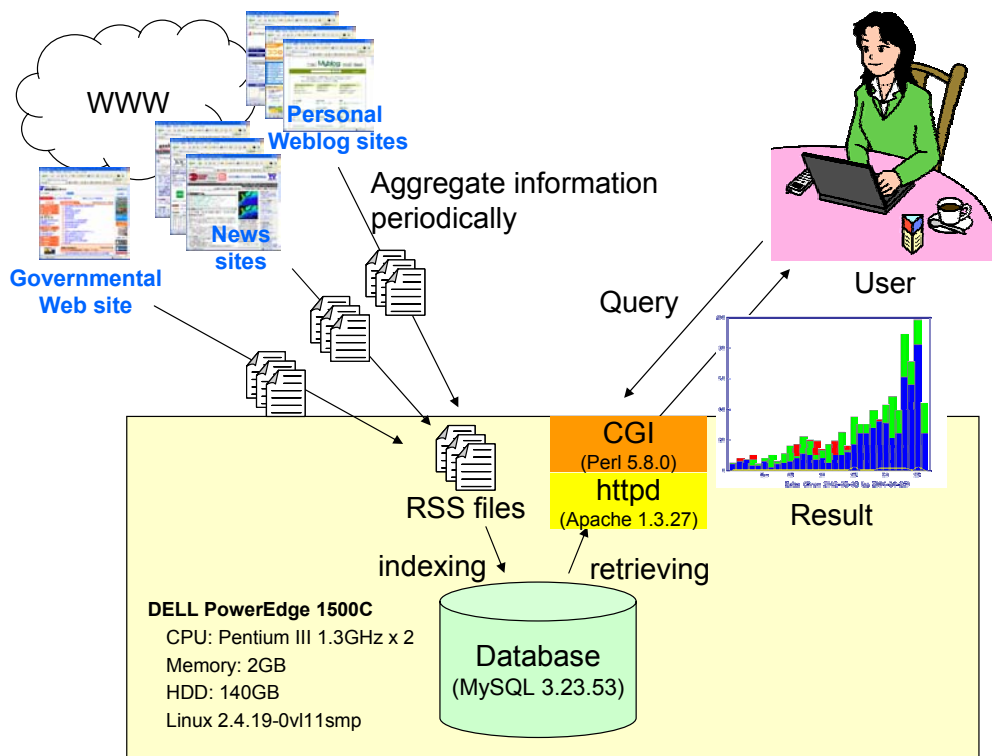 WWW
Personal
Weblog sites
News
sites
Governmental
Web site
Aggregate information
periodically
Query
User
CGI
(Perl 5.8.0)
httpd
(Apache 1.3.27)
Result
RSS files
indexing
retrieving
Database
(MySQL 3.23.53)
DELL PowerEdge 1500C
CPU: Pentium III 1.3GHz x 2
Memory: 2GB
HDD: 140GB
Linux 2.4.19-0vl11smp